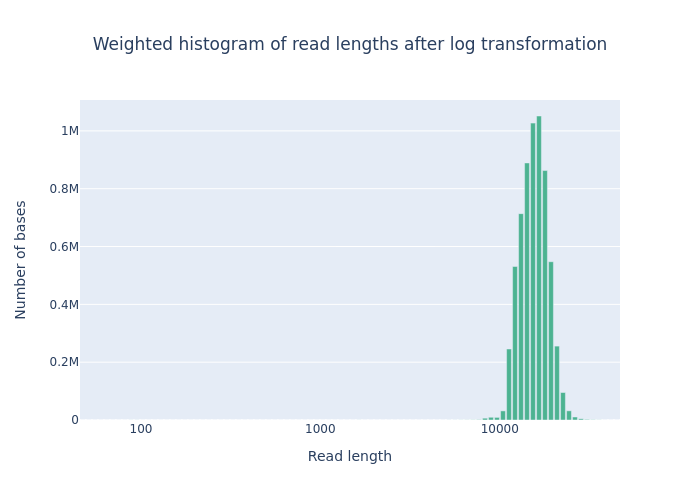 Weighted histogram of read lengths after log transformation
Number of bases
1M
0.8M
0.6M
0.4M
0.2M
0
100 1000 10000
Read length